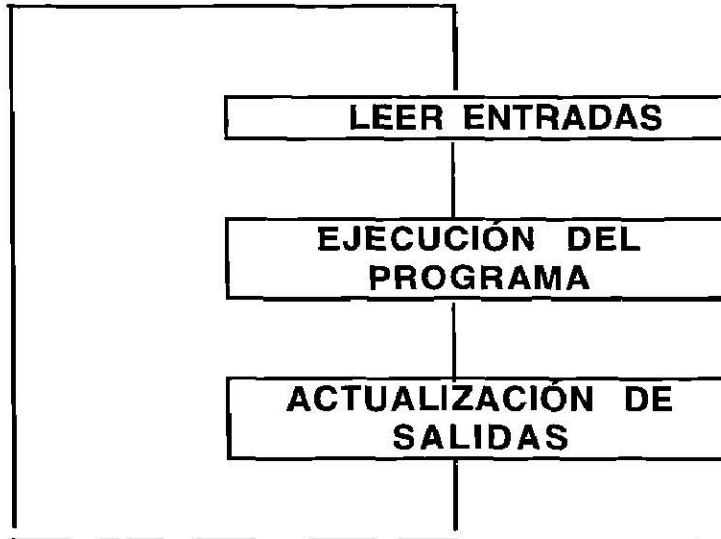 LEER ENTRADAS
EJECUCIÓN DEL
PROGRAMA
ACTUALIZACIÓN DE
SALIDAS